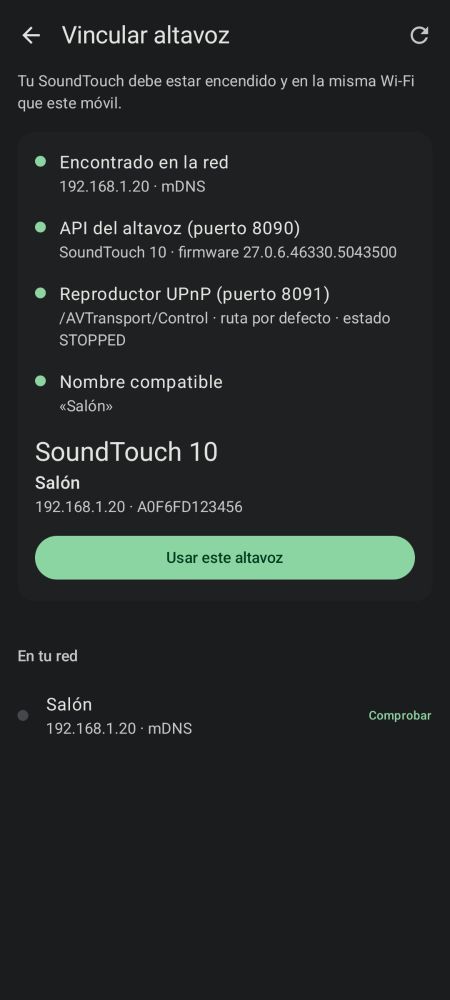 Vincular altavoz
Tu SoundTouch debe estar encendido y en la misma Wi-Fi
que este móvil.
Encontrado en la red
192.168.1.20 · mDNS
API del altavoz (puerto 8090)
SoundTouch 10 · firmware 27.0.6.46330.5043500
Reproductor UPnP (puerto 8091)
/AVTransport/Control · ruta por defecto · estado
STOPPED
Nombre compatible
«Salón»
SoundTouch 10
Salón
192.168.1.20 · A0F6FD123456
Usar este altavoz
En tu red
Salón
192.168.1.20 · mDNS
Comprobar